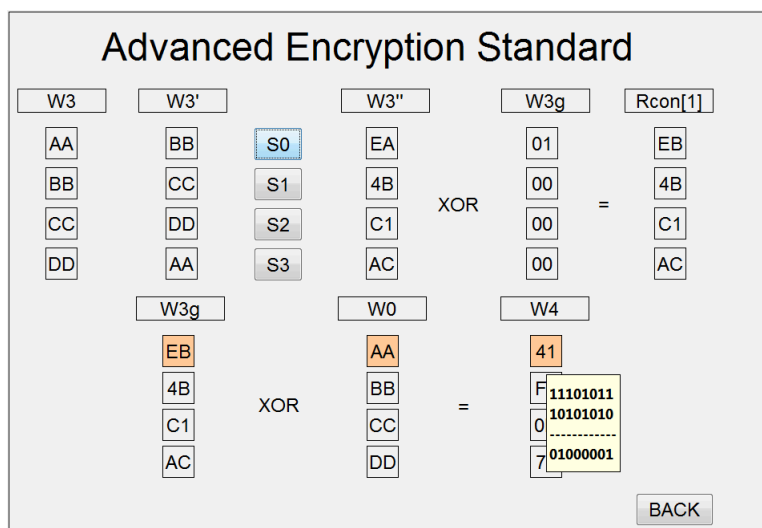 Advanced Encryption Standard
W3 W3' W3'' W3g Rcon[1]
AA BB S0 EA 01 EB
BB CC S1 4B 00 4B
XOR =
CC DD S2 C1 00 C1
DD AA S3 AC 00 AC
W3g W0 W4
EB AA 41
4B BB F
XOR =
C1 CC 0
AC DD 7
11101011
10101010
------------
01000001
BACK